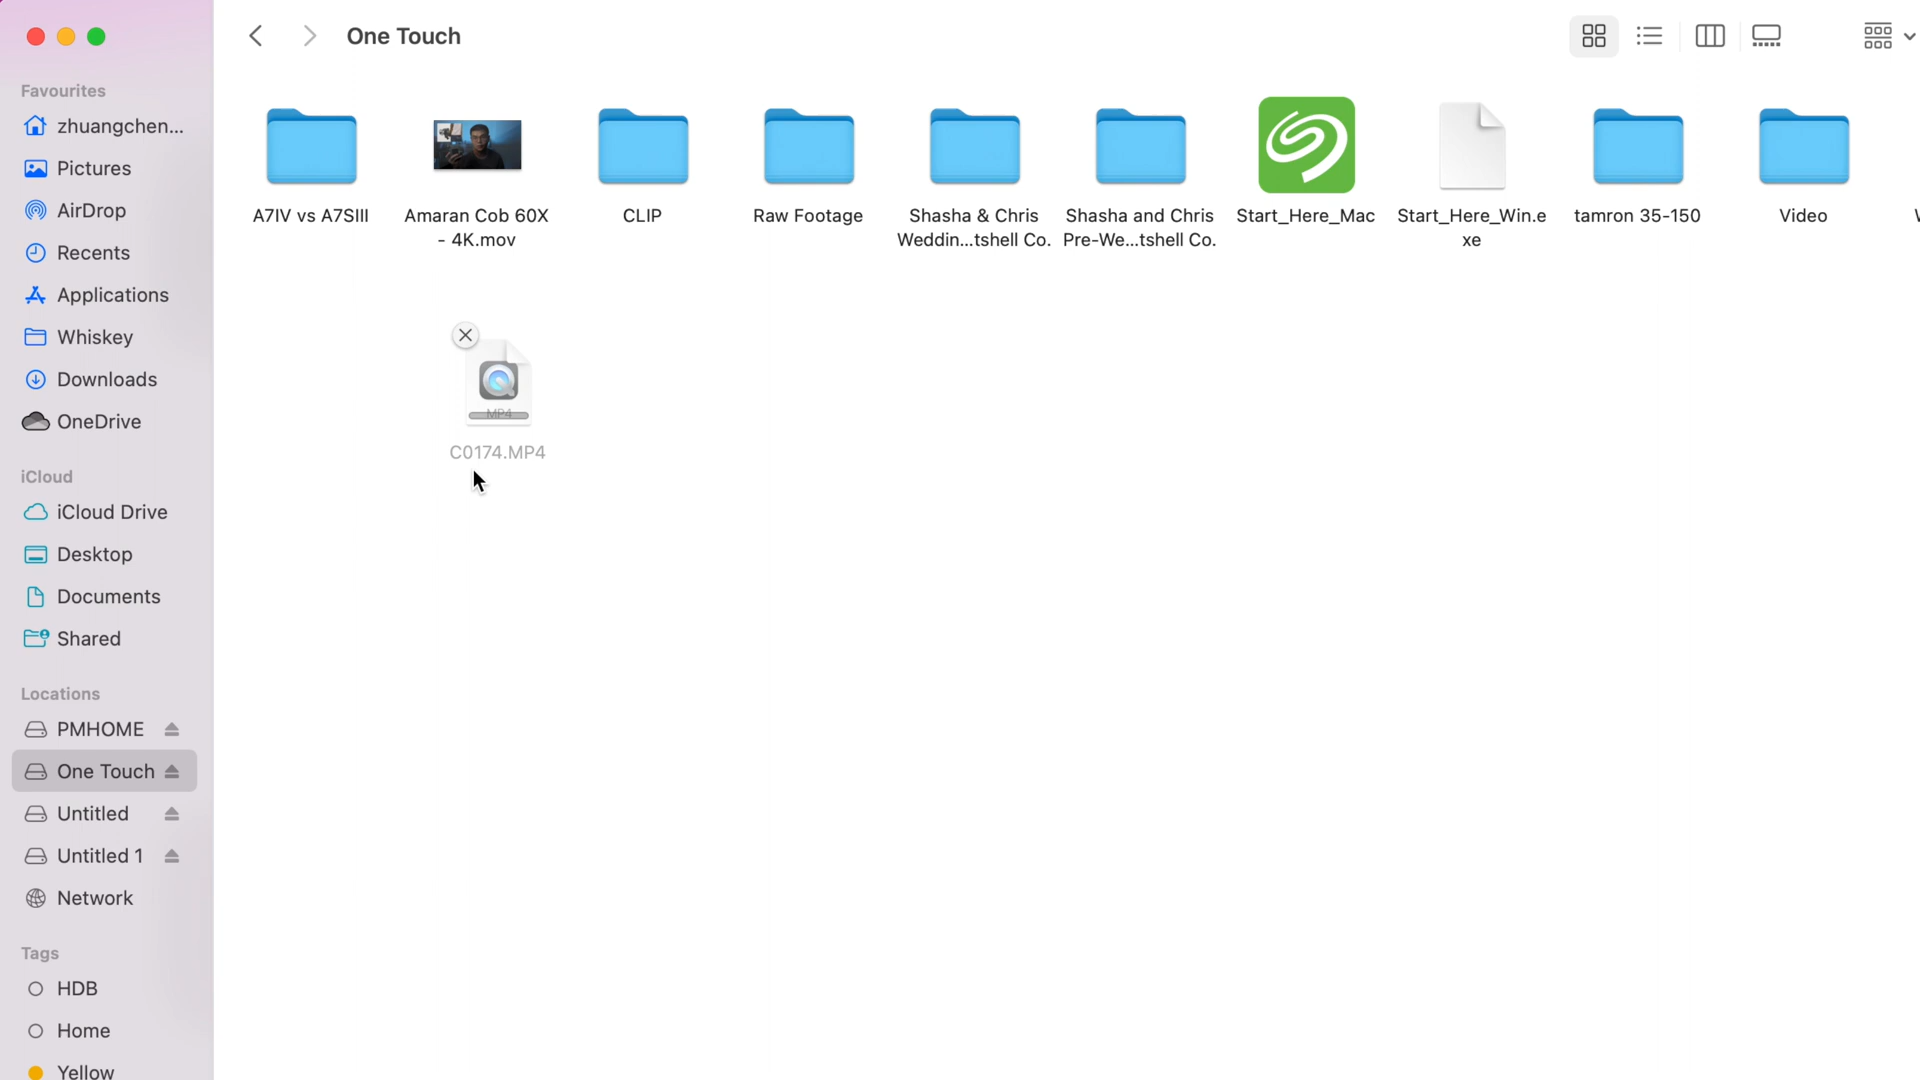 One Touch
Favourites
zhuangchen...
Pictures
AirDrop
Recents
Applications
Whiskey
Downloads
OneDrive
iCloud
iCloud Drive
Desktop
Documents
Shared
Locations
PMHOME
One Touch
Untitled
Untitled 1
Network
Tags
HDB
Home
Yellow
A7IV vs A7SIII
Amaran Cob 60X
- 4K.mov
CLIP
Raw Footage
Shasha & Chris
Weddin...tshell Co.
Shasha and Chris
Pre-We...tshell Co.
Start_Here_Mac
Start_Here_Win.e
xe
tamron 35-150
Video
MP4
C0174.MP4